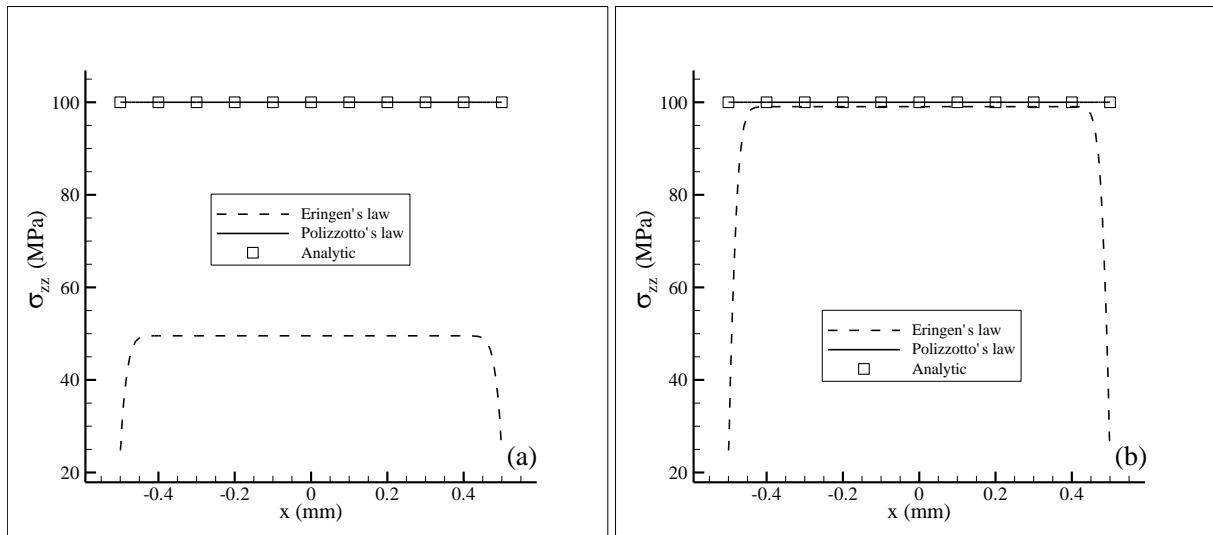 100
80
60
40
20
σzz (MPa)
Eringen's law
Polizzotto's law
Analytic
(a)
-0.4 -0.2 0 0.2 0.4
x (mm)
100
80
60
40
20
σzz (MPa)
Eringen's law
Polizzotto's law
Analytic
(b)
-0.4 -0.2 0 0.2 0.4
x (mm)